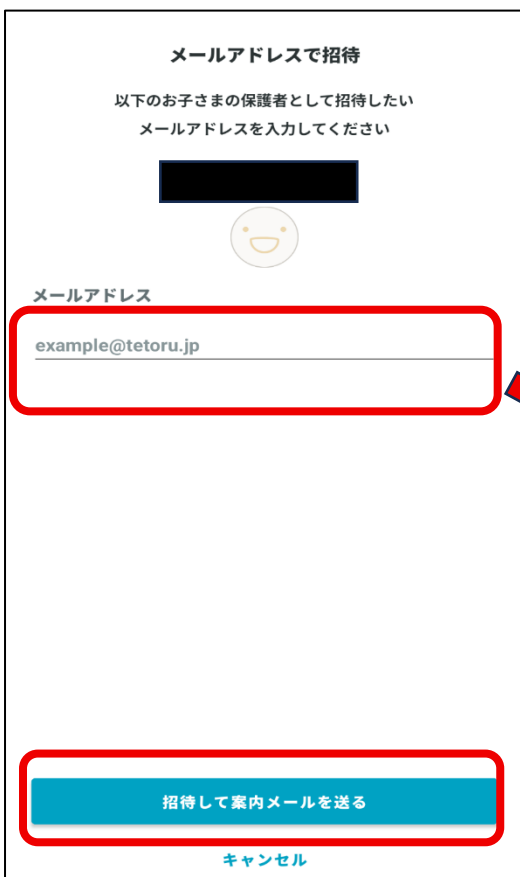 メールアドレスで招待
以下のお子さまの保護者として招待したい
メールアドレスを入力してください
メールアドレス
example@tetoru.jp
招待して案内メールを送る
キャンセル